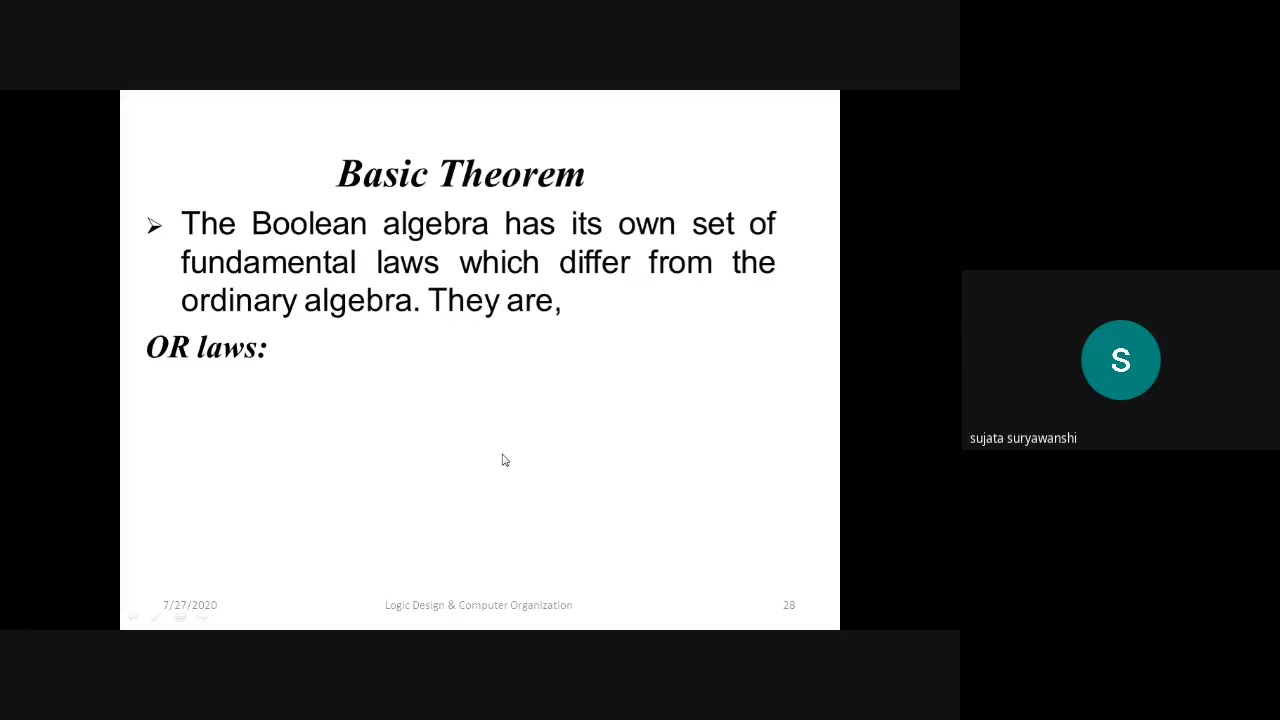 Basic Theorem
➢ The Boolean algebra has its own set of
fundamental laws which differ from the
ordinary algebra. They are,
OR laws:
S
sujata suryawanshi
7/27/2020
Logic Design & Computer Organization
28